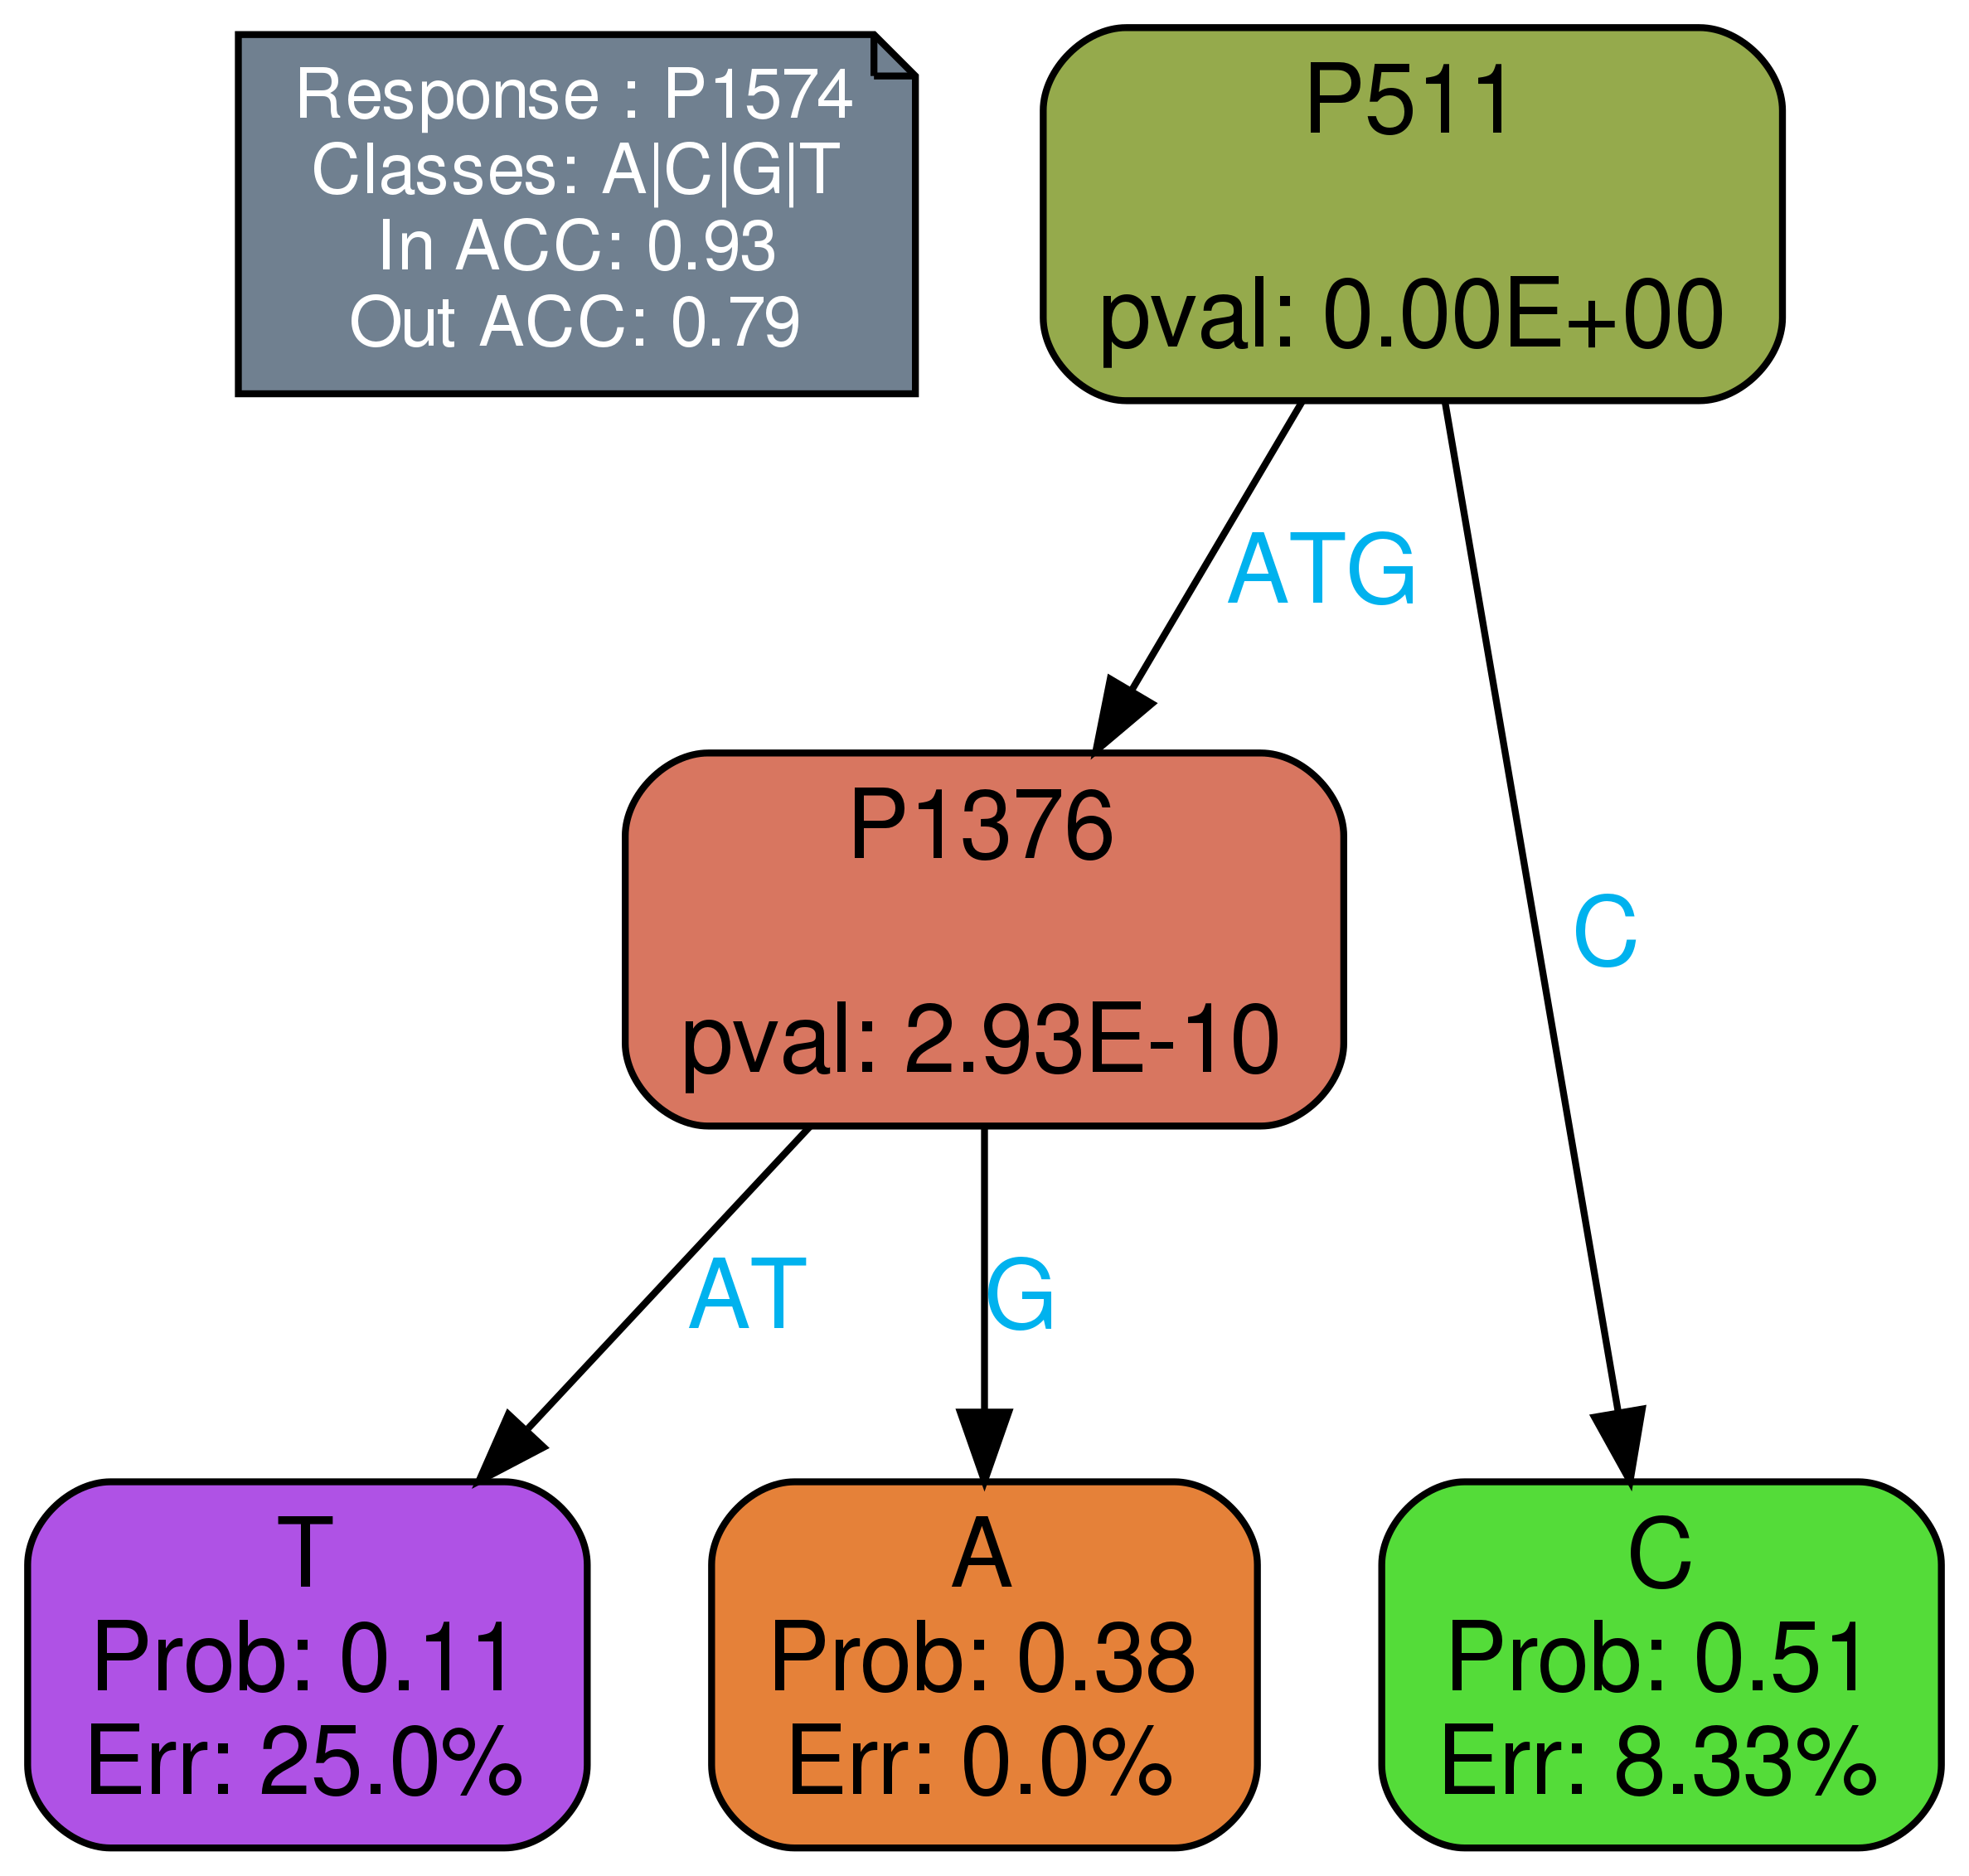 Response : P1574
Classes: A|C|G|T
In ACC: 0.93
Out ACC: 0.79
P511
pval: 0.00E+00
ATG
C
P1376
pval: 2.93E-10
AT
G
T
Prob: 0.11
Err: 25.0%
A
Prob: 0.38
Err: 0.0%
C
Prob: 0.51
Err: 8.33%